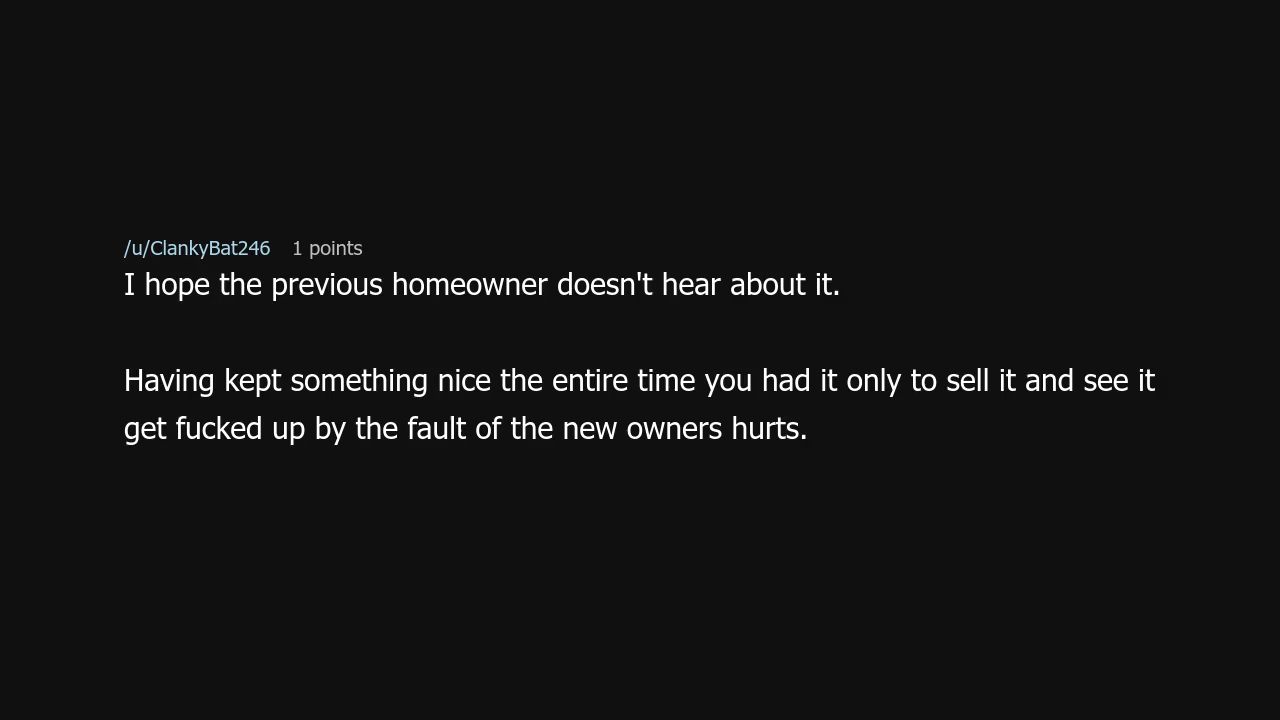 /u/ClankyBat246 1 points
I hope the previous homeowner doesn't hear about it.
Having kept something nice the entire time you had it only to sell it and see it
get fucked up by the fault of the new owners hurts.